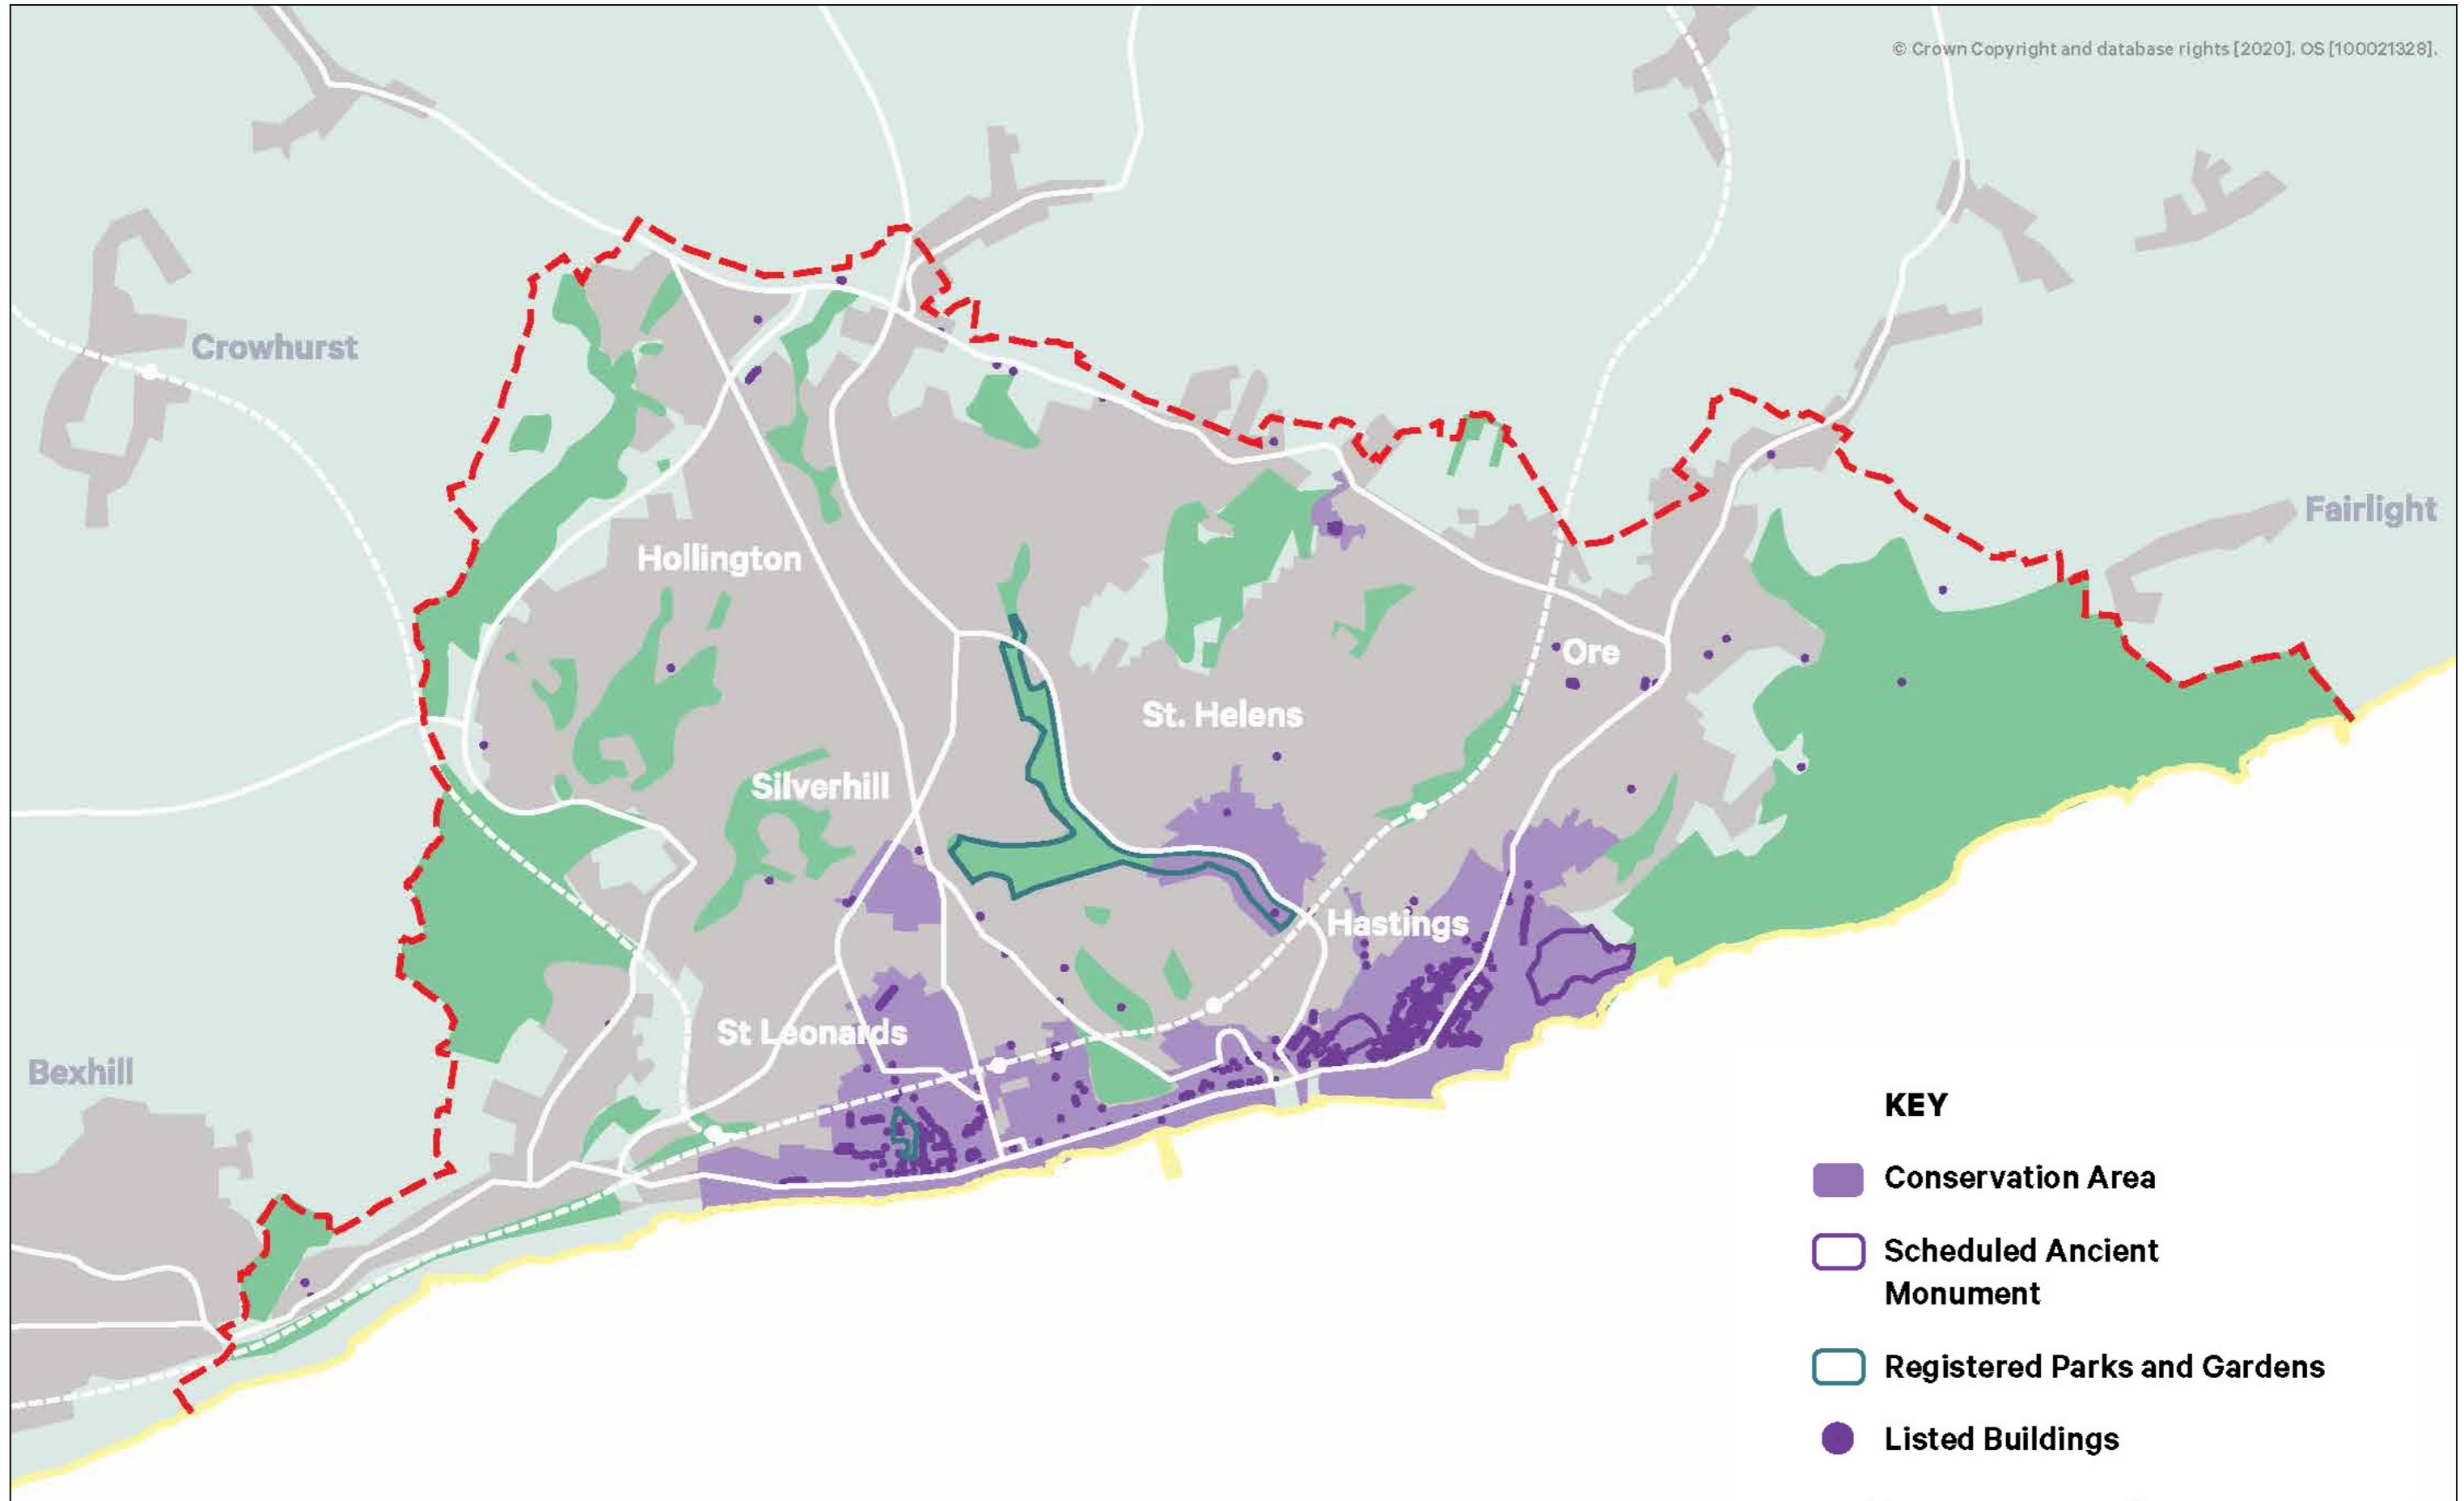 © Crown Copyright and database rights [2020]. OS [100021328].
Crowhurst
Fairlight
Hollington
Ore
St. Helens
Silverhill
Hastings
St Leonards
Bexhill
KEY
Conservation Area
Scheduled Ancient
Monument
Registered Parks and Gardens
Listed Buildings